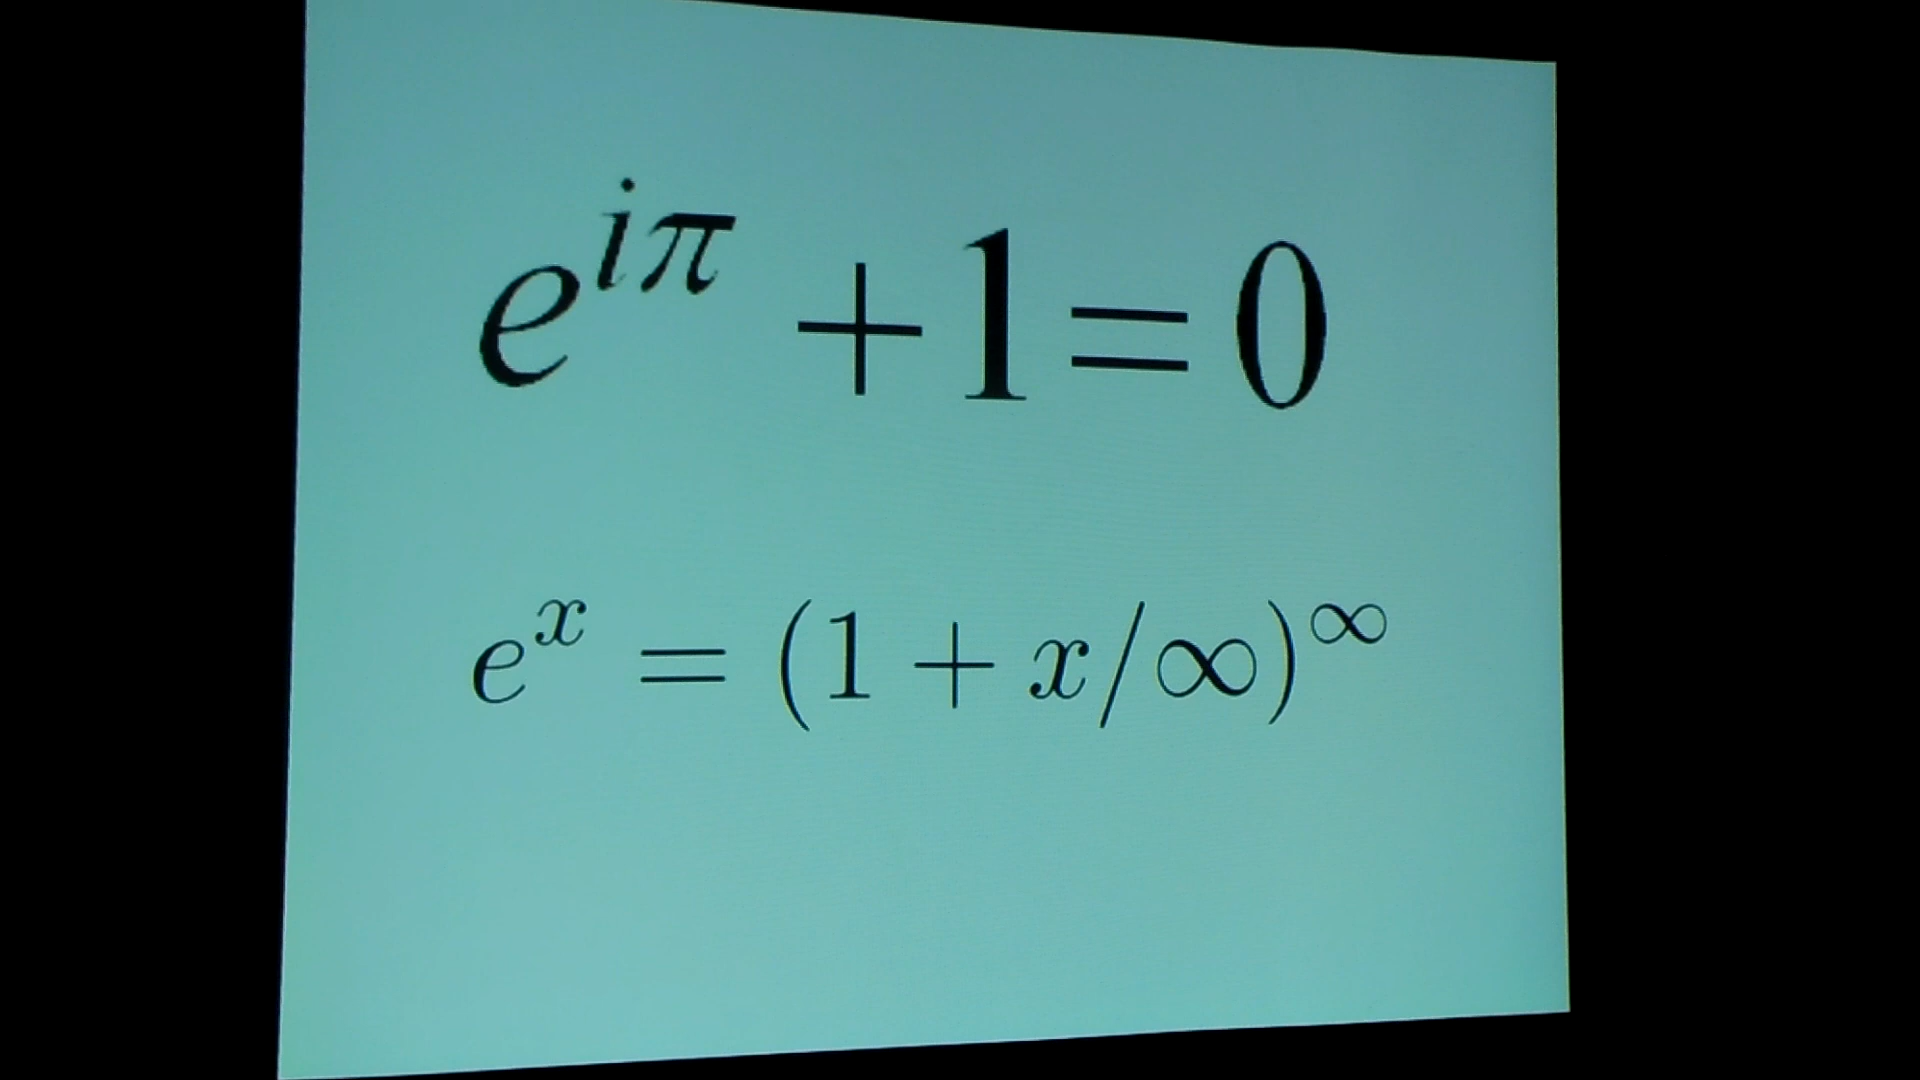 e^{iπ} + 1 = 0
e^x = (1 + x/∞)^∞